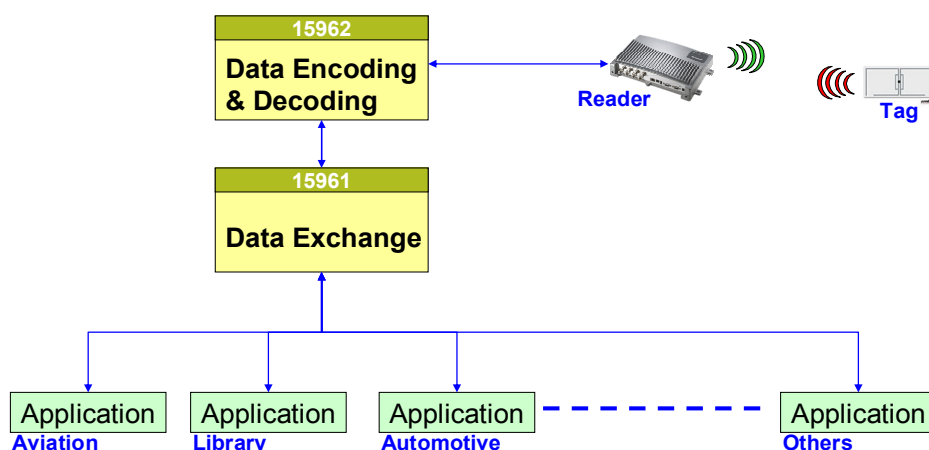 15962
Data Encoding
& Decoding
Reader
Tag
15961
Data Exchange
Application
Aviation
Application
Library
Application
Automotive
Application
Others